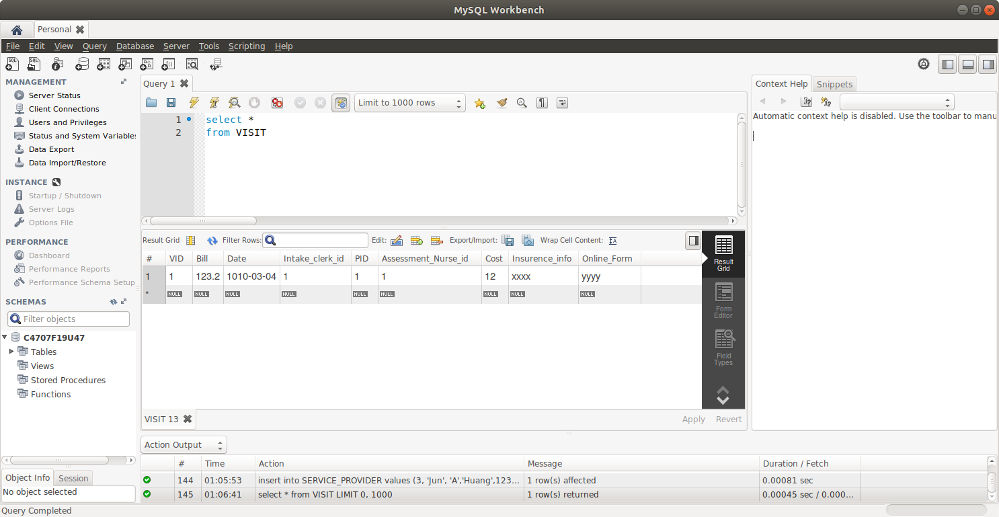 MySQL Workbench
Personal
File Edit View Query Database Server Tools Scripting Help
MANAGEMENT
Server Status
Client Connections
Users and Privileges
Status and System Variables
Data Export
Data Import/Restore
INSTANCE
Startup / Shutdown
Server Logs
Options File
PERFORMANCE
Dashboard
Performance Reports
Performance Schema Setup
SCHEMAS
Filter objects
C4707F19U47
Tables
Views
Stored Procedures
Functions
Object Info Session
No object selected
Query 1
Limit to 1000 rows
1 select *
2 from VISIT
Result Grid Filter Rows: Edit: Export/Import: Wrap Cell Content:
# VID Bill Date Intake_clerk_id PID Assessment_Nurse_id Cost Insurence_info Online_Form
1 1 123.2 1010-03-04 1 1 1 12 xxxx yyyy
* NULL NULL NULL NULL NULL NULL NULL NULL NULL
Result
Grid
Form
Editor
Field
Types
VISIT 13 Apply Revert
Context Help Snippets
Automatic context help is disabled. Use the toolbar to manu
Action Output
# Time Action Message Duration / Fetch
144 01:05:53 insert into SERVICE_PROVIDER values (3, 'Jun', 'A','Huang',123... 1 row(s) affected 0.00081 sec
145 01:06:41 select * from VISIT LIMIT 0, 1000 1 row(s) returned 0.00045 sec / 0.000...
Query Completed